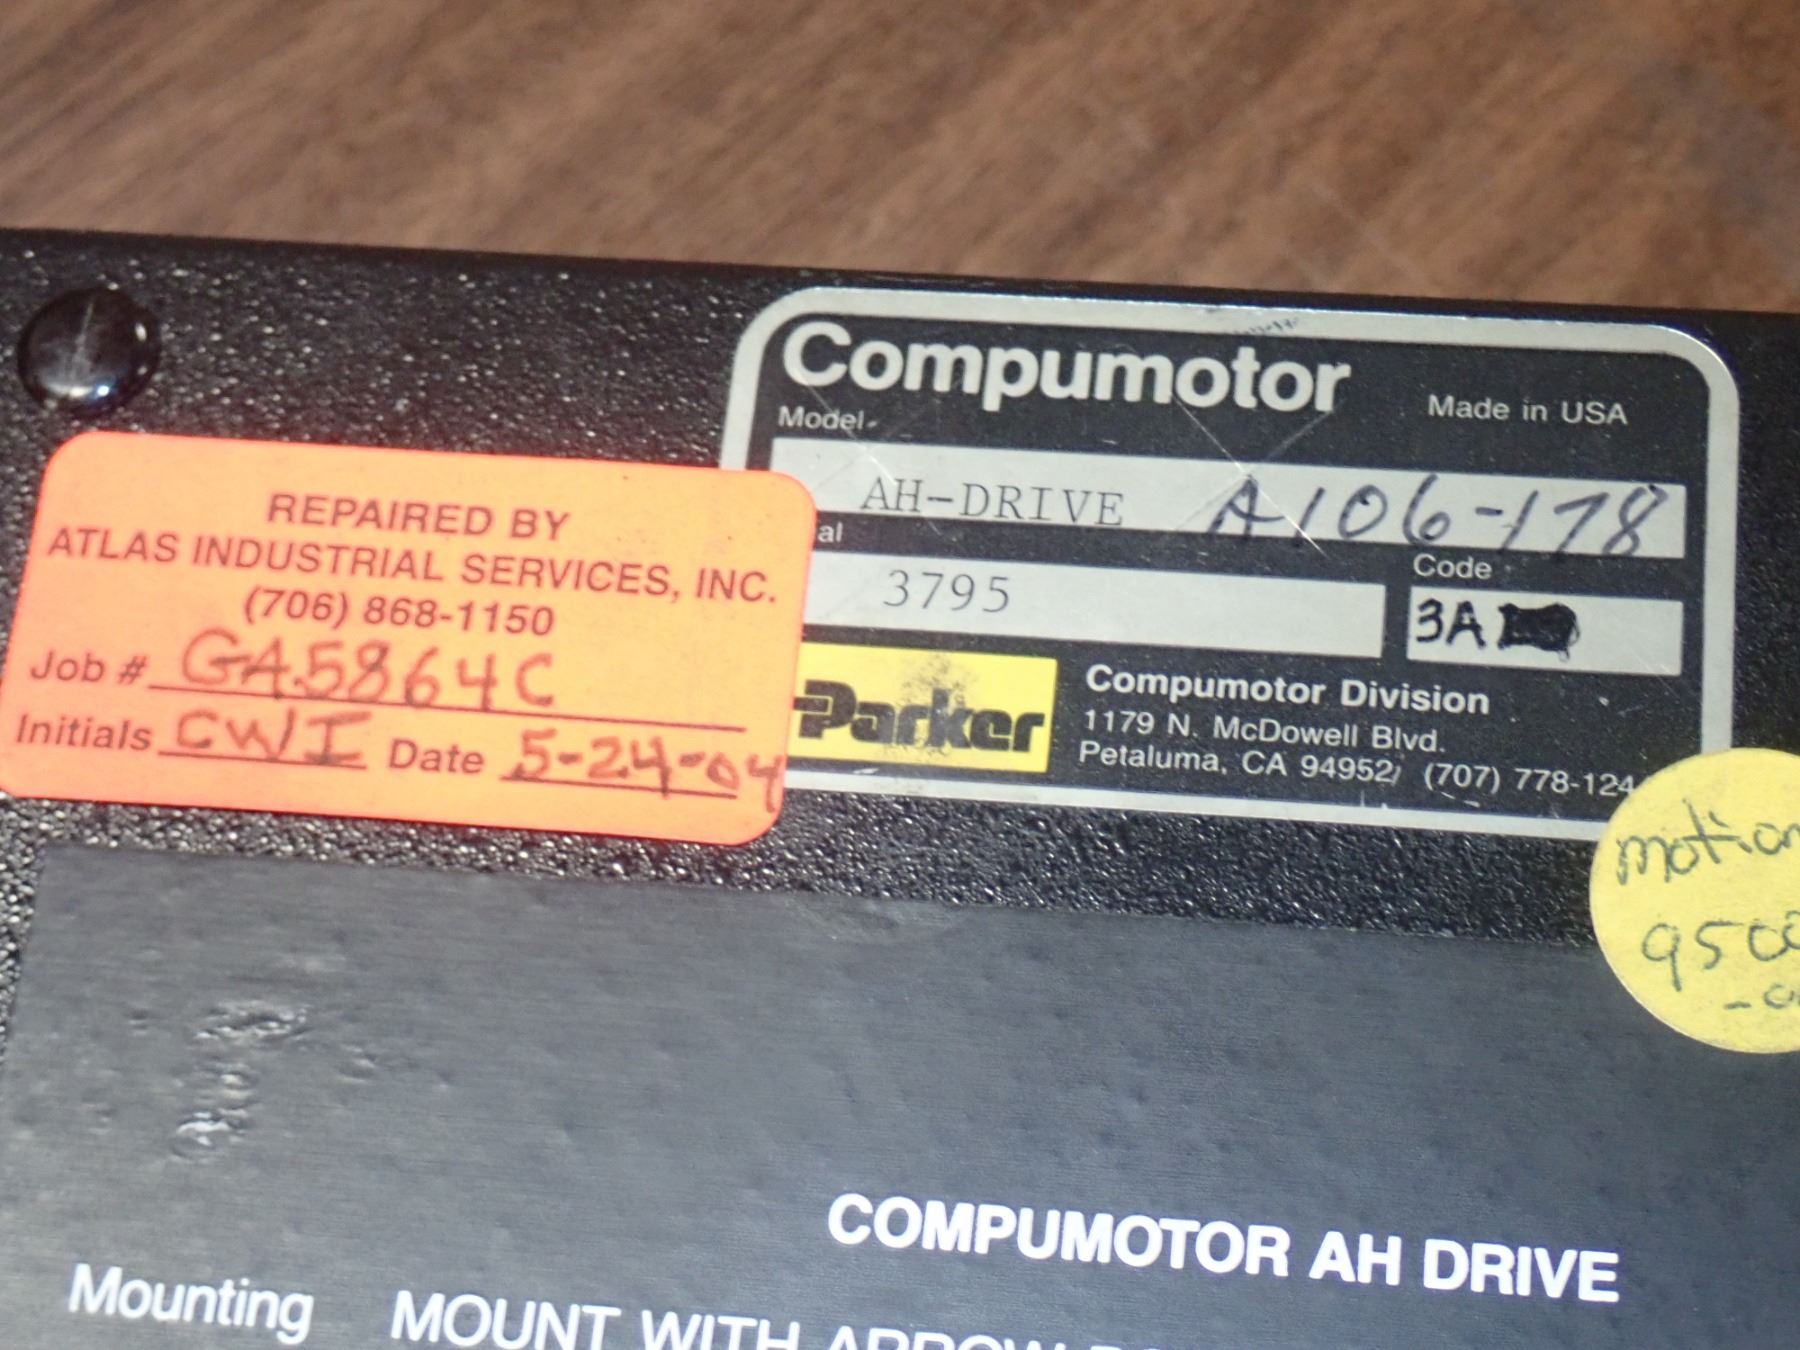 Compumotor
Made in USA
Model
AH-DRIVE A106-178
al
3795
Code
3A
Parker
Compumotor Division
1179 N. McDowell Blvd.
Petaluma, CA 94952 (707) 778-124
REPAIRED BY
ATLAS INDUSTRIAL SERVICES, INC.
(706) 868-1150
Job # GA5864C
Initials CWI Date 5-24-04
motion
950
COMPUMOTOR AH DRIVE
Mounting MOUNT WITH ARROW